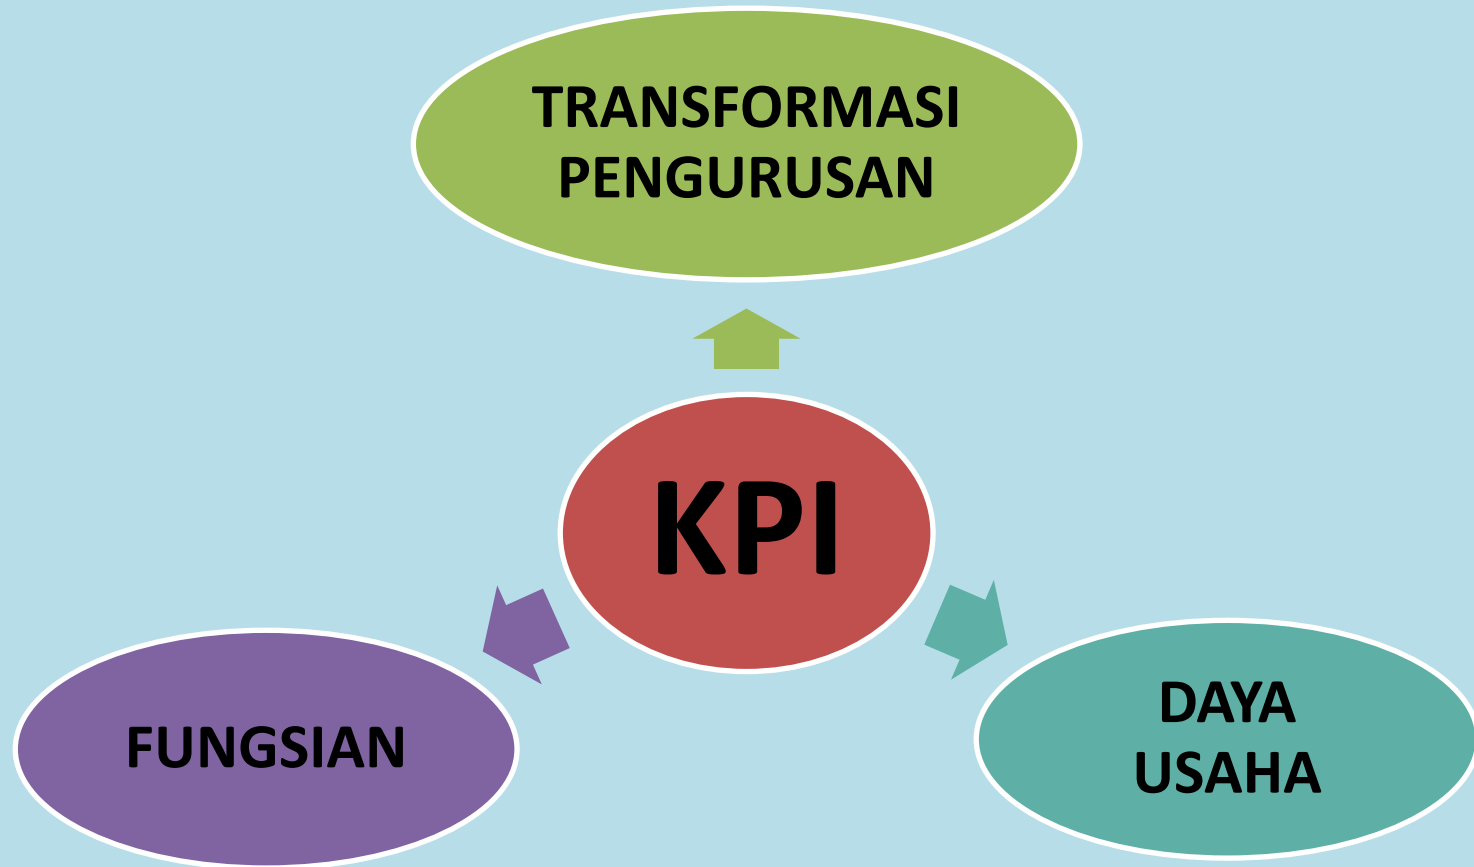 TRANSFORMASI
PENGURUSAN
KPI
FUNGSIAN
DAYA
USAHA